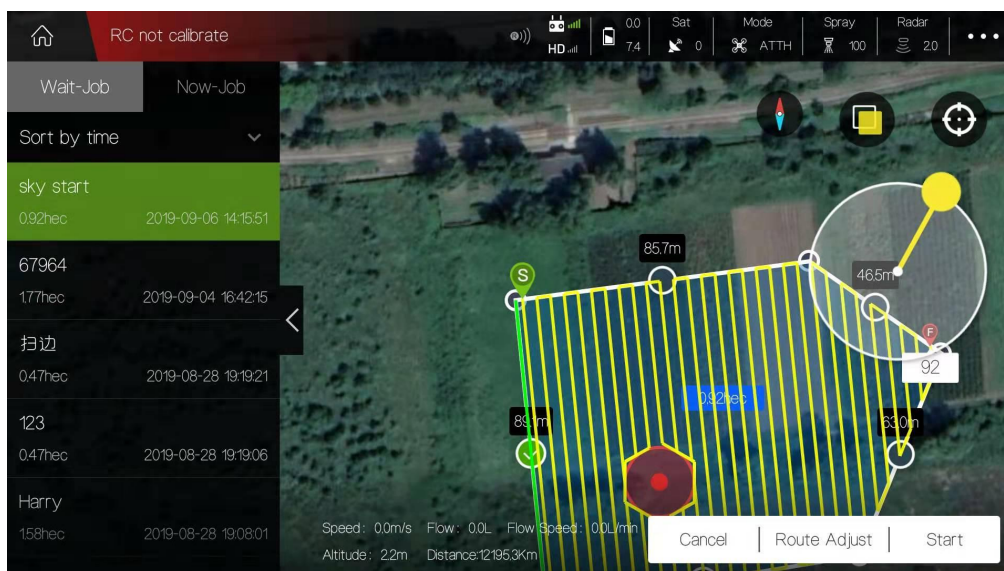 RC not calibrate
HD
0.0
7.4
Sat
0
Mode
ATTH
Spray
100
Radar
2.0
Wait-Job
Now-Job
Sort by time
sky start
0.92hec 2019-09-06 14:15:51
67964
1.77hec 2019-09-04 16:42:15
扫边
0.47hec 2019-08-28 19:19:21
123
0.47hec 2019-08-28 19:19:06
Harry
1.58hec 2019-08-28 19:08:01
85.7m
46.5m
S
F
92
0.92hec
89.1m
63.0m
Speed: 0.0m/s Flow: 0.0L Flow Speed: 0.0L/min
Altitude: 2.2m Distance:12195.3Km
Cancel
Route Adjust
Start